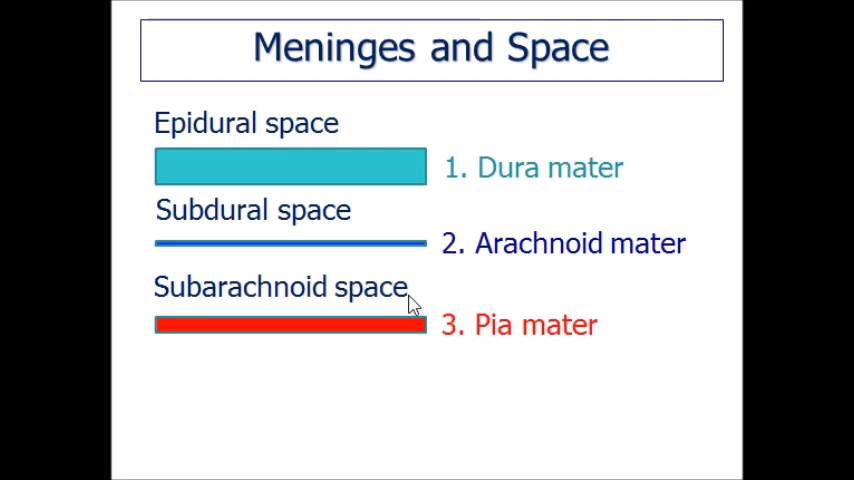 Meninges and Space
Epidural space
1. Dura mater
Subdural space
2. Arachnoid mater
Subarachnoid space
3. Pia mater